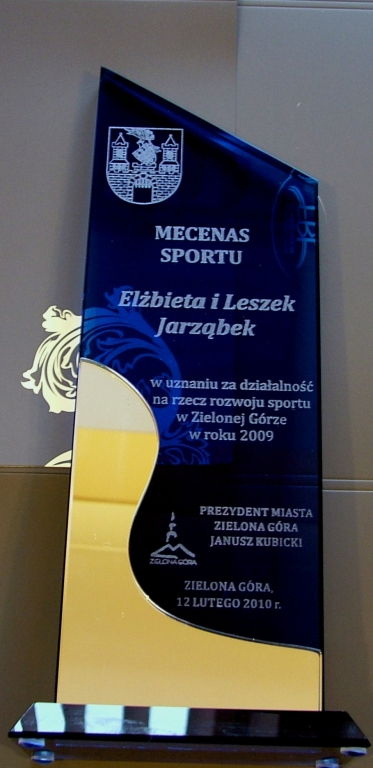 MECENAS
SPORTU
Elżbieta i Leszek
Jarząbek
w uznaniu za działalność
na rzecz rozwoju sportu
w Zielonej Górze
w roku 2009
PREZYDENT MIASTA
ZIELONA GÓRA
JANUSZ KUBICKI
ZIELONA GÓRA
ZIELONA GÓRA,
12 LUTEGO 2010 r.